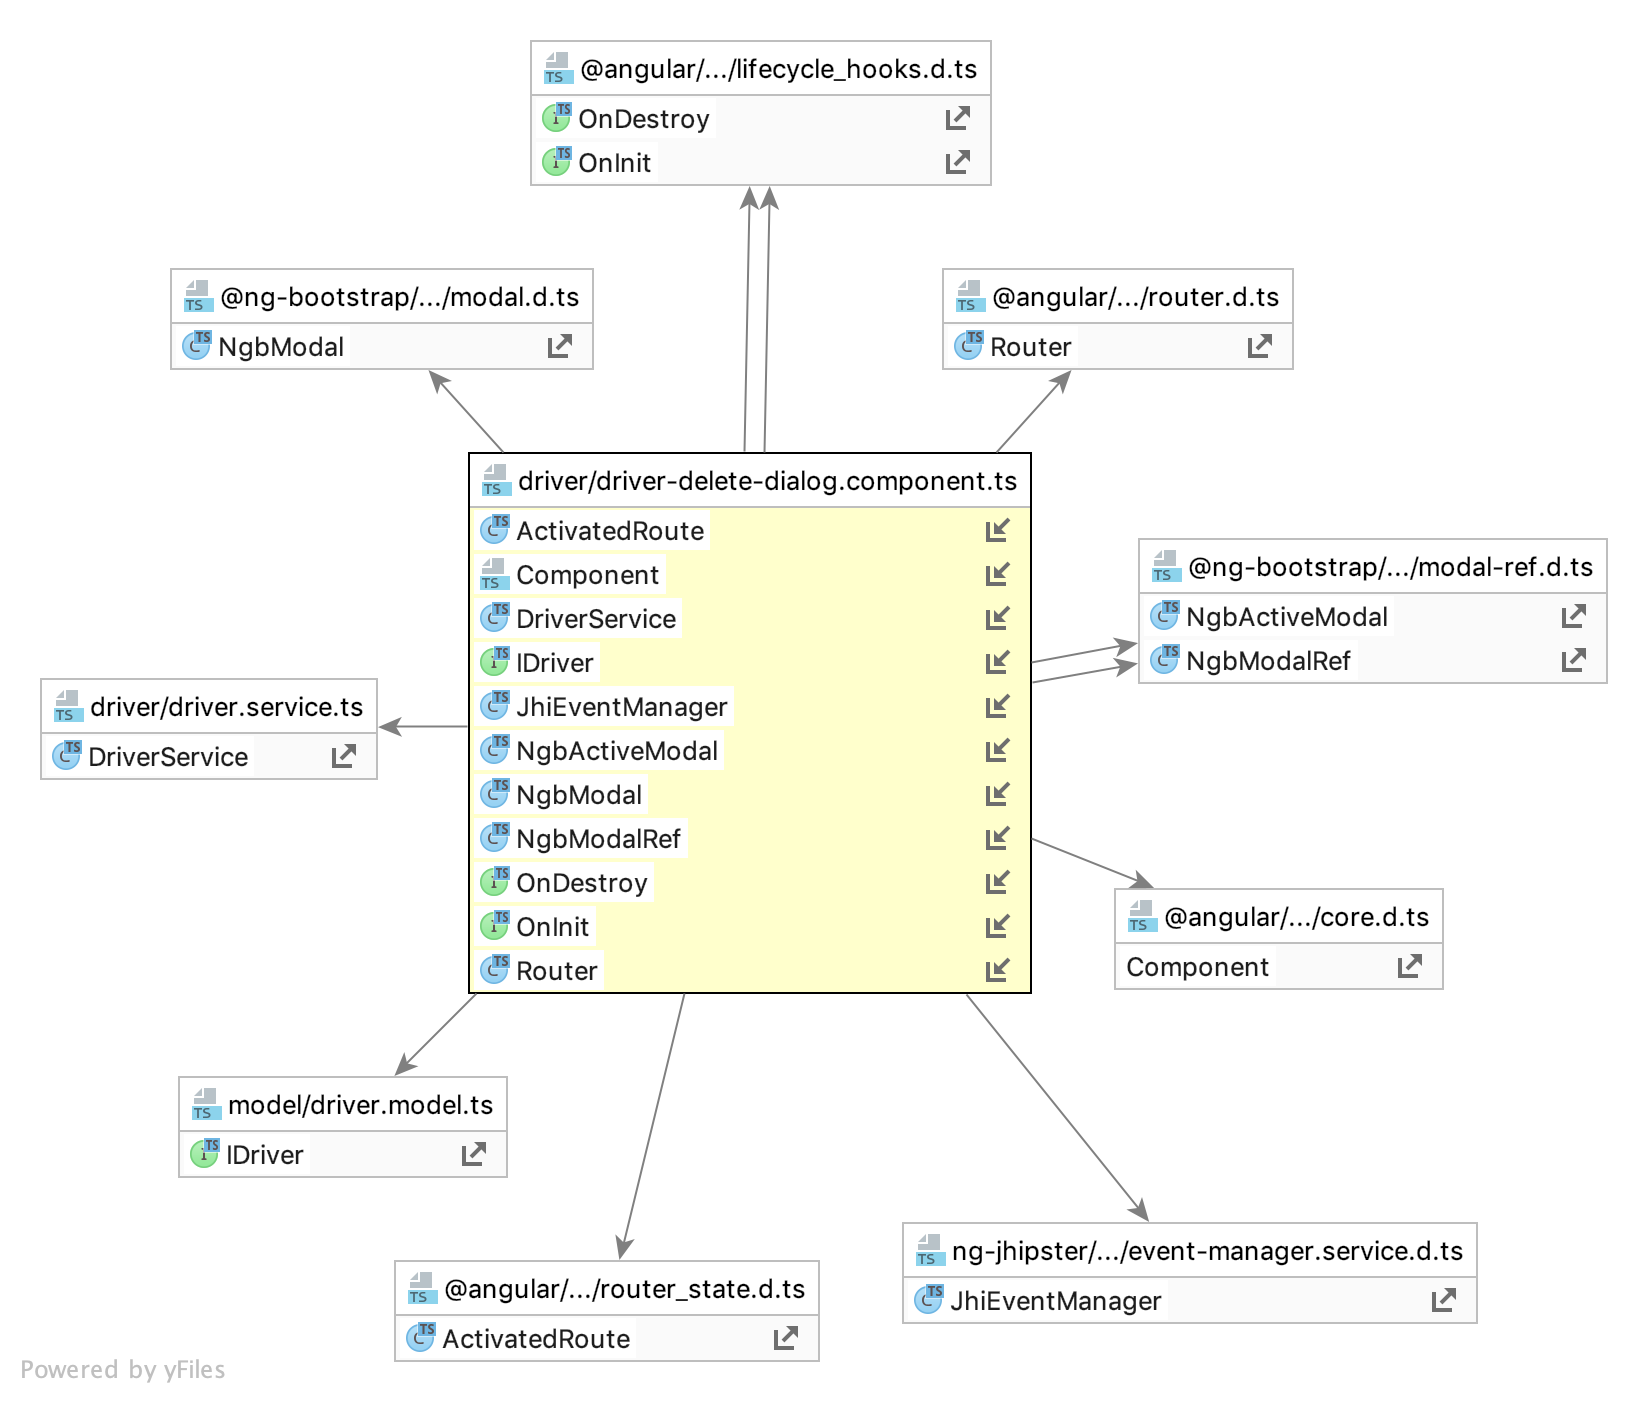 @angular/.../lifecycle_hooks.d.ts
OnDestroy
OnInit
@ng-bootstrap/.../modal.d.ts
NgbModal
@angular/.../router.d.ts
Router
driver/driver-delete-dialog.component.ts
ActivatedRoute
Component
DriverService
IDriver
JhiEventManager
NgbActiveModal
NgbModal
NgbModalRef
OnDestroy
OnInit
Router
@ng-bootstrap/.../modal-ref.d.ts
NgbActiveModal
NgbModalRef
driver/driver.service.ts
DriverService
@angular/.../core.d.ts
Component
model/driver.model.ts
IDriver
ng-jhipster/.../event-manager.service.d.ts
JhiEventManager
@angular/.../router_state.d.ts
ActivatedRoute
Powered by yFiles